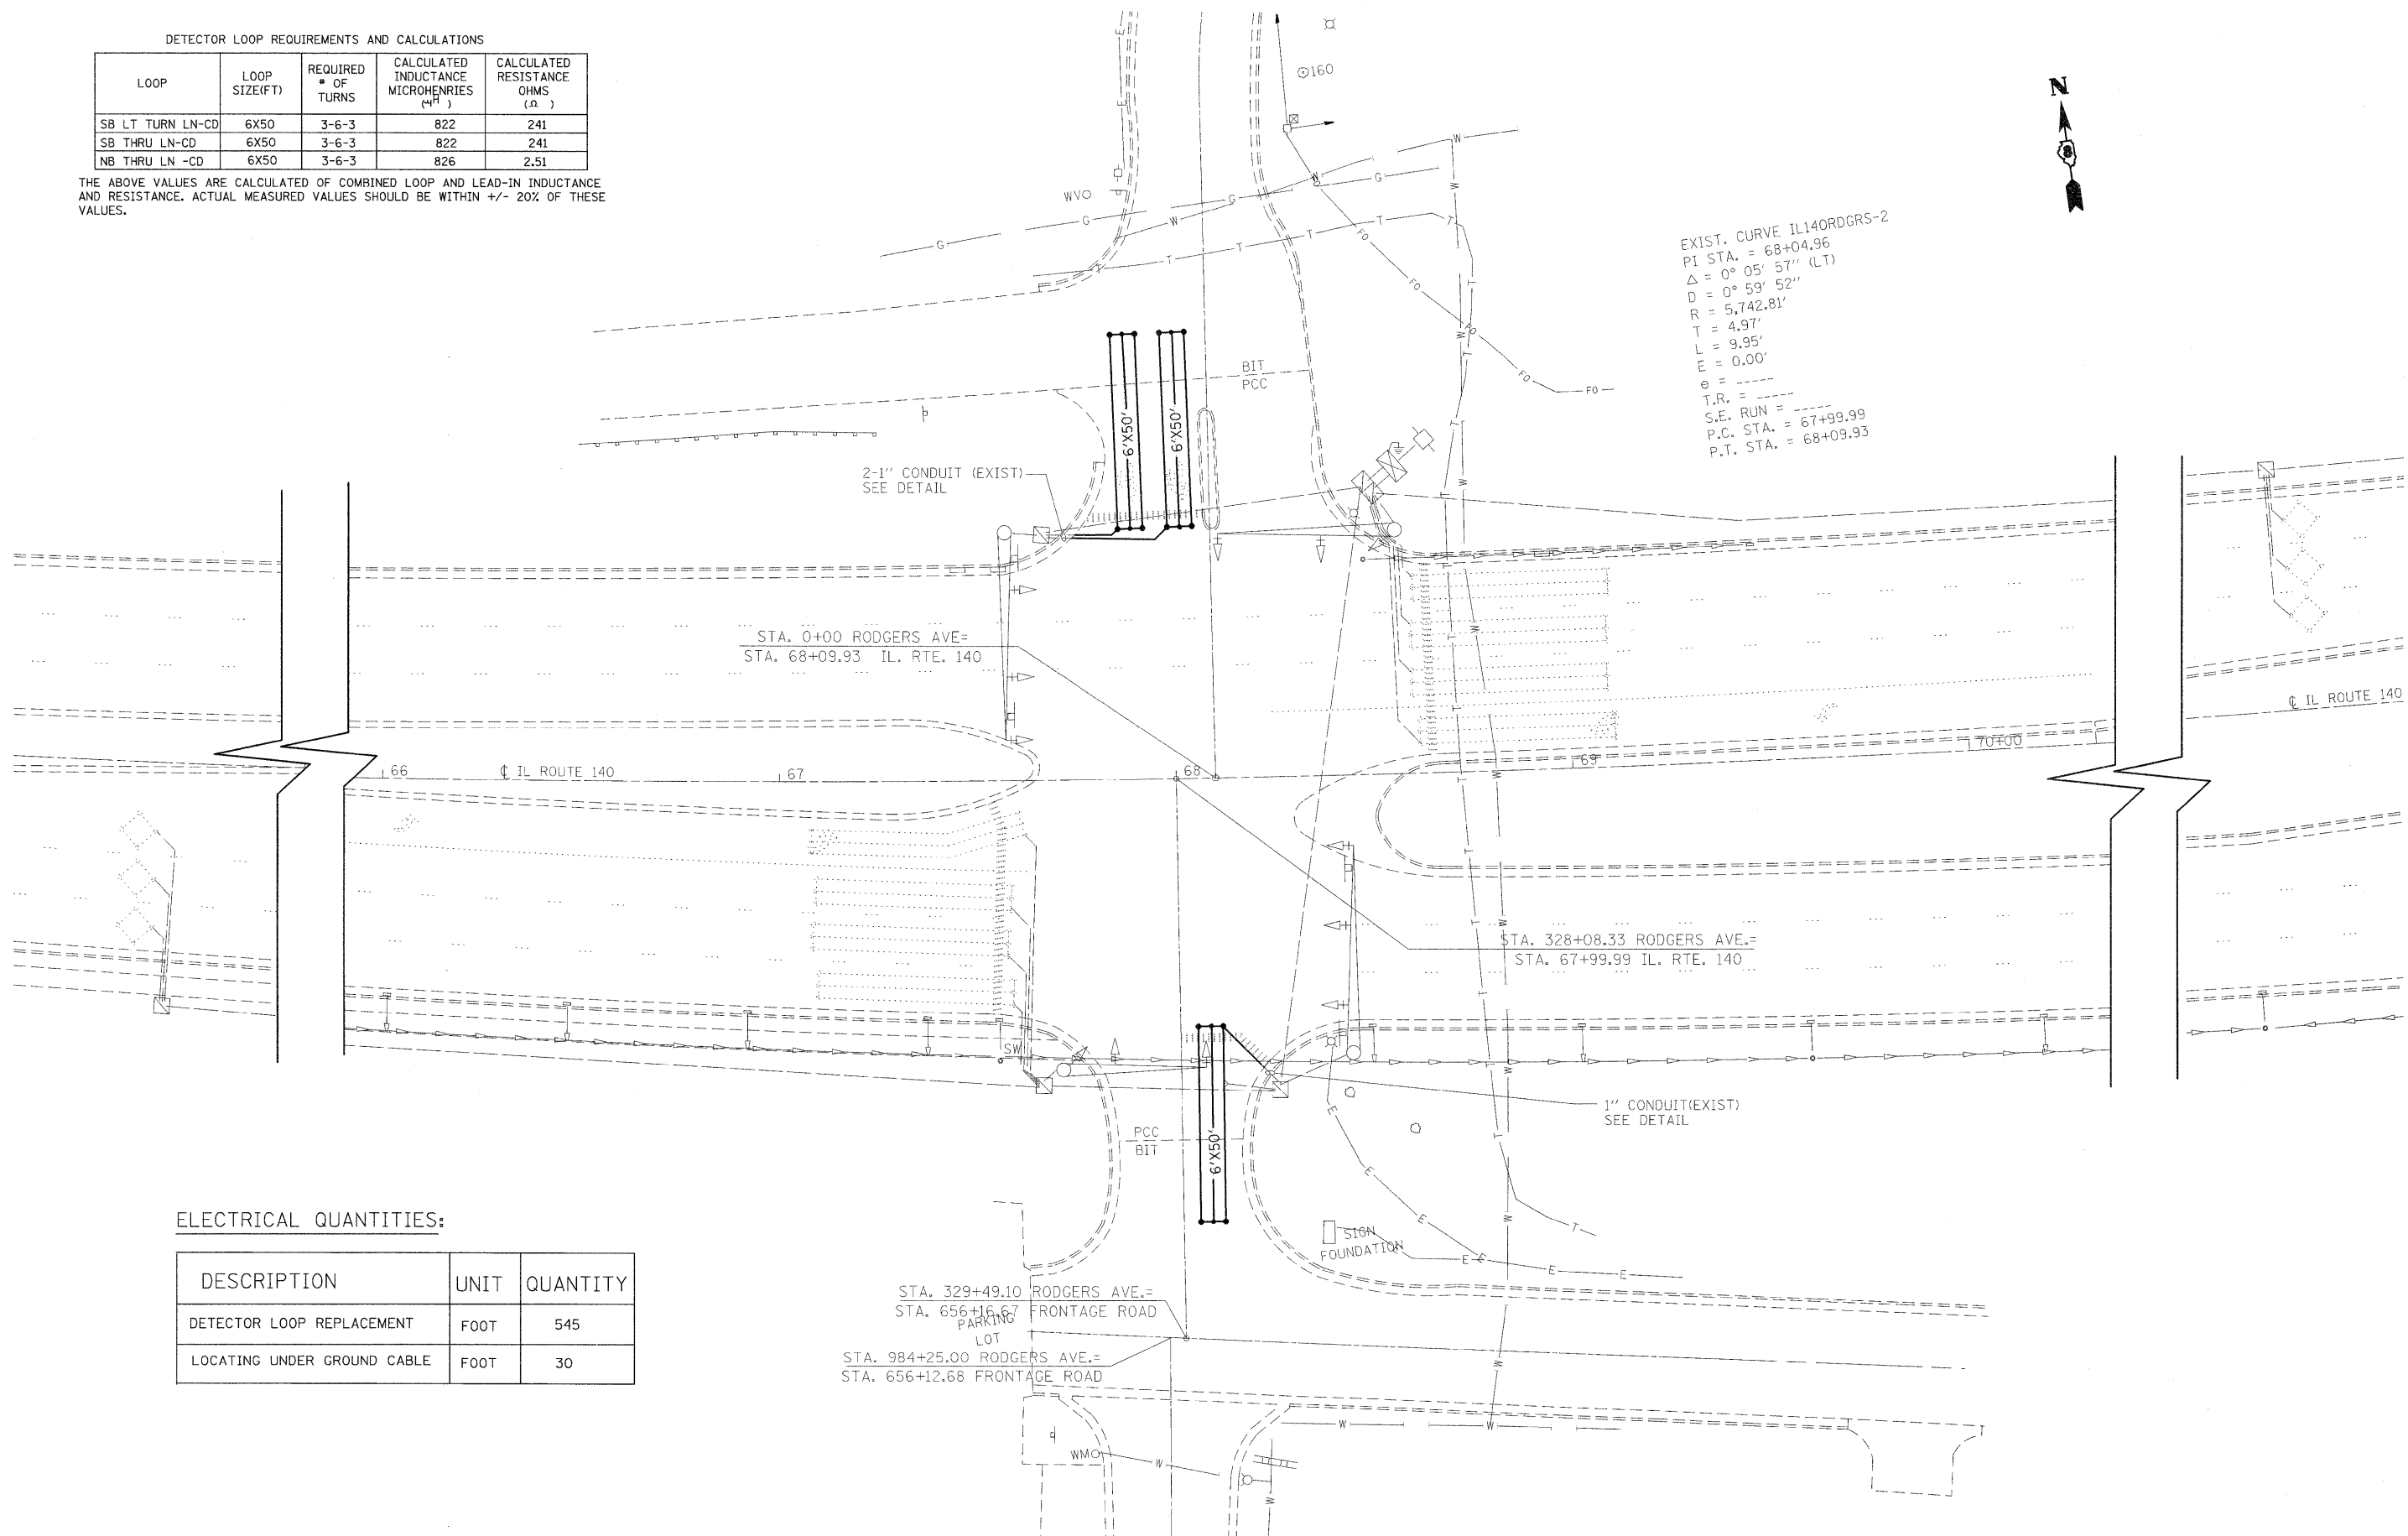 DETECTOR LOOP REQUIREMENTS AND CALCULATIONS
LOOP
LOOP SIZE(FT)
REQUIRED # OF TURNS
CALCULATED INDUCTANCE MICROHENRIES
CALCULATED RESISTANCE OHMS (Ω )
SB LT TURN LN-CD 6X50 3-6-3 822 241
SB THRU LN-CD 6X50 3-6-3 822 241
NB THRU LN -CD 6X50 3-6-3 826 2.51
THE ABOVE VALUES ARE CALCULATED OF COMBINED LOOP AND LEAD-IN INDUCTANCE
AND RESISTANCE. ACTUAL MEASURED VALUES SHOULD BE WITHIN +/- 20% OF THESE
VALUES.
160
N
8
WVO
EXIST. CURVE IL140RDGRS-2
PI STA. = 68+04.96
Δ = 0° 05' 57" (LT)
D = 0° 59' 52"
R = 5,742.81'
T = 4.97'
L = 9.95'
E = 0.00'
e = -----
T.R. = -----
S.E. RUN = -----
P.C. STA. = 67+99.99
P.T. STA. = 68+09.93
BIT
PCC
6'X50'
6'X50'
2-1" CONDUIT (EXIST)
SEE DETAIL
STA. 0+00 RODGERS AVE=
STA. 68+09.93 IL. RTE. 140
℄ IL ROUTE 140
66
℄ IL ROUTE 140
67
68
69
70+00
STA. 328+08.33 RODGERS AVE.=
STA. 67+99.99 IL. RTE. 140
SW
1" CONDUIT(EXIST)
SEE DETAIL
PCC
BIT
6'X50'
SIGN
FOUNDATION
ELECTRICAL QUANTITIES:
DESCRIPTION UNIT QUANTITY
DETECTOR LOOP REPLACEMENT FOOT 545
LOCATING UNDER GROUND CABLE FOOT 30
STA. 329+49.10 RODGERS AVE.=
STA. 656+16.67 FRONTAGE ROAD
PARKING
LOT
STA. 984+25.00 RODGERS AVE.=
STA. 656+12.68 FRONTAGE ROAD
WMO